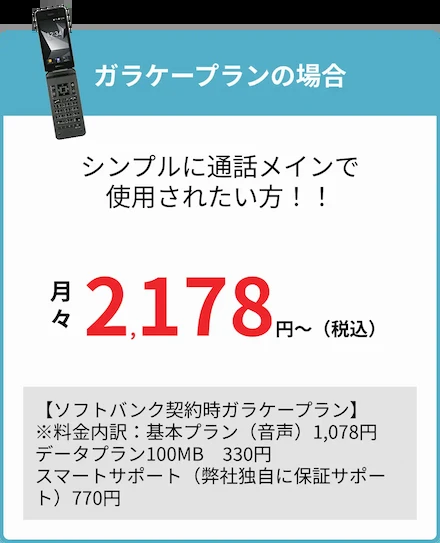 ガラケープランの場合
シンプルに通話メインで
使用されたい方！！
月々 2,178円〜（税込）
【ソフトバンク契約時ガラケープラン】
※料金内訳：基本プラン（音声）1,078円
データプラン100MB　330円
スマートサポート（弊社独自に保証サポー
ト）770円